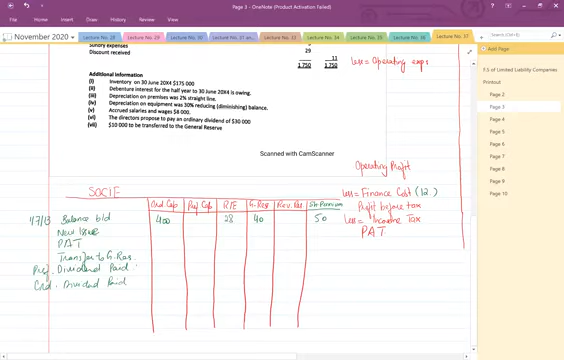 Page 3 - OneNote (Product Activation Failed)
File Home Insert Draw History Review View
November 2020 Lecture No. 28 Lecture No. 29 Lecture No. 30 Lecture No. 31 Lecture No. 32 Lecture No. 33 Lecture No. 34 Lecture No. 35 Lecture No. 36 Lecture No. 37
Search (Ctrl+E)
Add Page
F.S of Limited Liability Companies
Printout
Page 2
Page 3
Page 4
Page 5
Page 6
Page 7
Page 8
Page 9
Page 10
Sundry expenses
Discount received 29 11
1 750 1 750
Less= Operating exps
Additional information
(i) Inventory on 30 June 20X4 $175 000
(ii) Debenture interest for the half year to 30 June 20X4 is owing.
(iii) Depreciation on premises was 2% straight line.
(iv) Depreciation on equipment was 30% reducing (diminishing) balance.
(v) Accrued salaries and wages $8 000.
(vi) The directors propose to pay an ordinary dividend of $30 000
(vii) $10 000 to be transferred to the General Reserve
Scanned with CamScanner
Operating Profit
Less= Finance Cost (12)
Profit before tax
Less= Income Tax
PAT
SOCIE
Ord Cap Pref Cap R/E G.Res Rev. Res Sh Premium
1/7/13 Balance b/d 400 28 40 50
New Issue
PAT
Transfer to G.Res
Pref. Dividend Paid
Ord. Dividend Paid